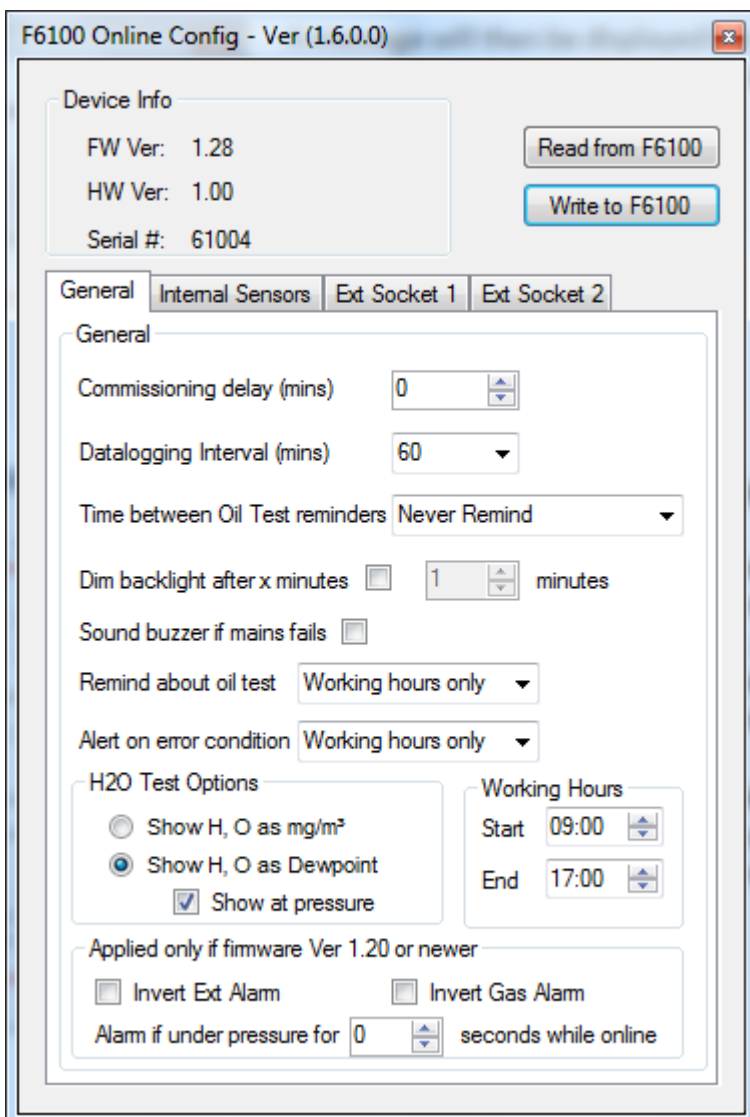 F6100 Online Config - Ver (1.6.0.0)
will then be displayed
Device Info
FW Ver: 1.28
HW Ver: 1.00
Serial #: 61004
Read from F6100
Write to F6100
General Internal Sensors Ext Socket 1 Ext Socket 2
General
Commissioning delay (mins) 0
Datalogging Interval (mins) 60
Time between Oil Test reminders Never Remind
Dim backlight after x minutes 1 minutes
Sound buzzer if mains fails
Remind about oil test Working hours only
Alert on error condition Working hours only
H2O Test Options
Show H, O as mg/m³
Show H, O as Dewpoint
Show at pressure
Working Hours
Start 09:00
End 17:00
Applied only if firmware Ver 1.20 or newer
Invert Ext Alarm Invert Gas Alarm
Alarm if under pressure for 0 seconds while online